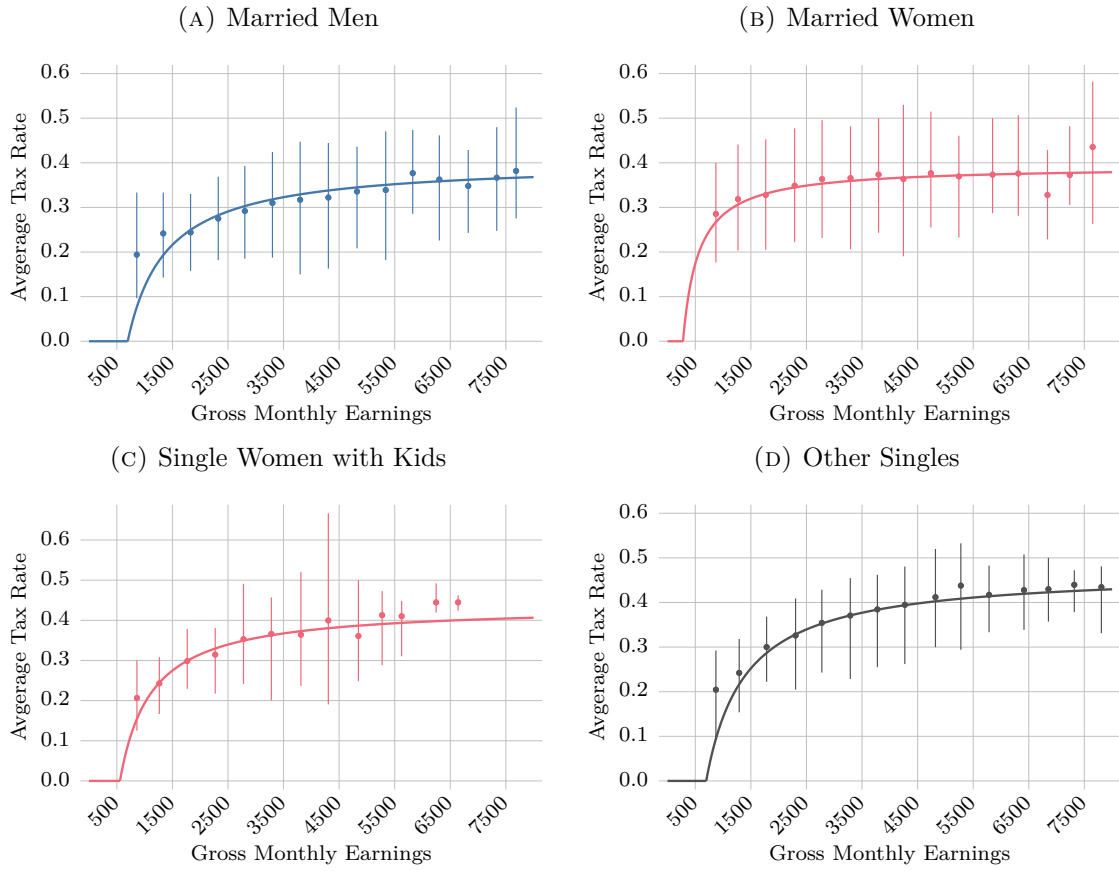 (A) Married Men
Avgerage Tax Rate
0.6
0.5
0.4
0.3
0.2
0.1
0.0
500 1500 2500 3500 4500 5500 6500 7500
Gross Monthly Earnings
(B) Married Women
Avgerage Tax Rate
0.6
0.5
0.4
0.3
0.2
0.1
0.0
500 1500 2500 3500 4500 5500 6500 7500
Gross Monthly Earnings
(C) Single Women with Kids
Avgerage Tax Rate
0.6
0.5
0.4
0.3
0.2
0.1
0.0
500 1500 2500 3500 4500 5500 6500 7500
Gross Monthly Earnings
(D) Other Singles
Avgerage Tax Rate
0.6
0.5
0.4
0.3
0.2
0.1
0.0
500 1500 2500 3500 4500 5500 6500 7500
Gross Monthly Earnings